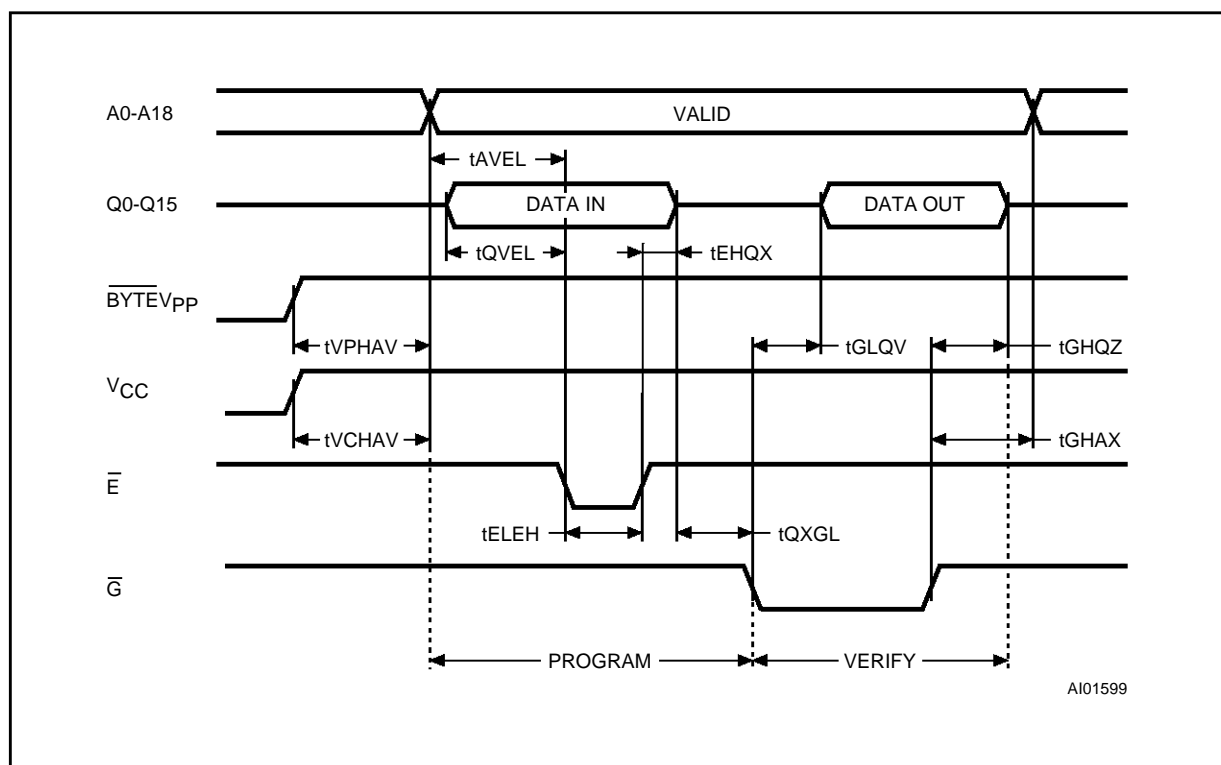 A0-A18
VALID
tAVEL
Q0-Q15
DATA IN
DATA OUT
tQVEL
tEHQX
BYTEVPP
tVPHAV
tGLQV
tGHQZ
VCC
tVCHAV
tGHAX
E
tELEH
tQXGL
G
PROGRAM
VERIFY
AI01599